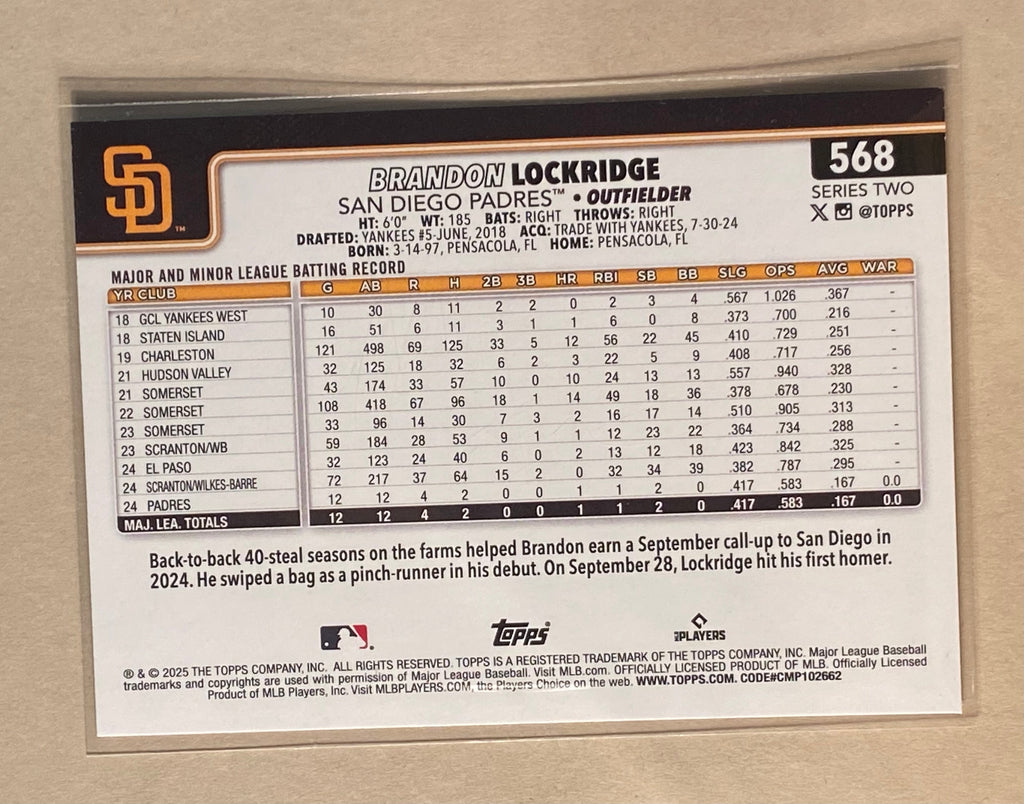 SD™
BRANDON LOCKRIDGE
SAN DIEGO PADRES™ • OUTFIELDER
HT: 6'0" WT: 185 BATS: RIGHT THROWS: RIGHT
DRAFTED: YANKEES #5-JUNE, 2018 ACQ: TRADE WITH YANKEES, 7-30-24
BORN: 3-14-97, PENSACOLA, FL HOME: PENSACOLA, FL
568
SERIES TWO
X @TOPPS
MAJOR AND MINOR LEAGUE BATTING RECORD
YR CLUB G AB R H 2B 3B HR RBI SB BB SLG OPS AVG WAR
18 GCL YANKEES WEST 10 30 8 11 2 2 0 2 3 4 .567 1.026 .367 -
18 STATEN ISLAND 16 51 6 11 3 1 1 6 0 8 .373 .700 .216 -
19 CHARLESTON 121 498 69 125 33 5 12 56 22 45 .410 .729 .251 -
21 HUDSON VALLEY 32 125 18 32 6 2 3 22 5 9 .408 .717 .256 -
21 SOMERSET 43 174 33 57 10 0 10 24 13 13 .557 .940 .328 -
22 SOMERSET 108 418 67 96 18 1 14 49 18 36 .378 .678 .230 -
23 SOMERSET 33 96 14 30 7 3 2 16 17 14 .510 .905 .313 -
23 SCRANTON/WB 59 184 28 53 9 1 1 12 23 22 .364 .734 .288 -
24 EL PASO 32 123 24 40 6 0 2 13 12 18 .423 .842 .325 -
24 SCRANTON/WILKES-BARRE 72 217 37 64 15 2 0 32 34 39 .382 .787 .295 -
24 PADRES 12 12 4 2 0 0 1 1 2 0 .417 .583 .167 0.0
MAJ. LEA. TOTALS 12 12 4 2 0 0 1 1 2 0 .417 .583 .167 0.0
Back-to-back 40-steal seasons on the farms helped Brandon earn a September call-up to San Diego in
2024. He swiped a bag as a pinch-runner in his debut. On September 28, Lockridge hit his first homer.
topps
PLAYERS
® & © 2025 THE TOPPS COMPANY, INC. ALL RIGHTS RESERVED. TOPPS IS A REGISTERED TRADEMARK OF THE TOPPS COMPANY, INC. Major League Baseball
trademarks and copyrights are used with permission of Major League Baseball. Visit MLB.com. OFFICIALLY LICENSED PRODUCT OF MLB. Officially Licensed
Product of MLB Players, Inc. Visit MLBPLAYERS.COM, the Players Choice on the web. WWW.TOPPS.COM. CODE#CMP102662